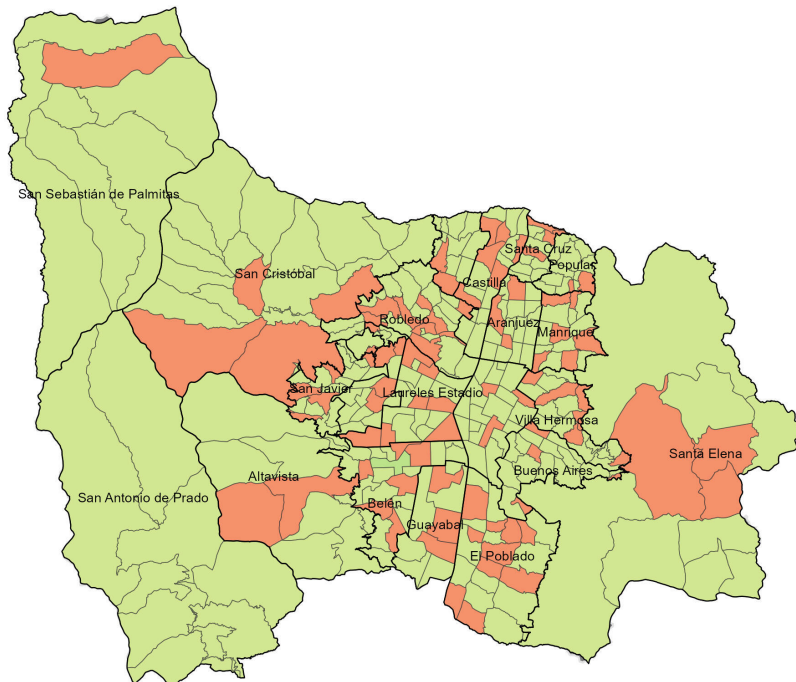 San Sebastián de Palmitas
San Cristóbal
Santa Cruz
Popular
Castilla
Robledo
Aranjuez
Manrique
San Javier
Laureles Estadio
Villa Hermosa
Santa Elena
Buenos Aires
Altavista
San Antonio de Prado
Belén
Guayabal
El Poblado